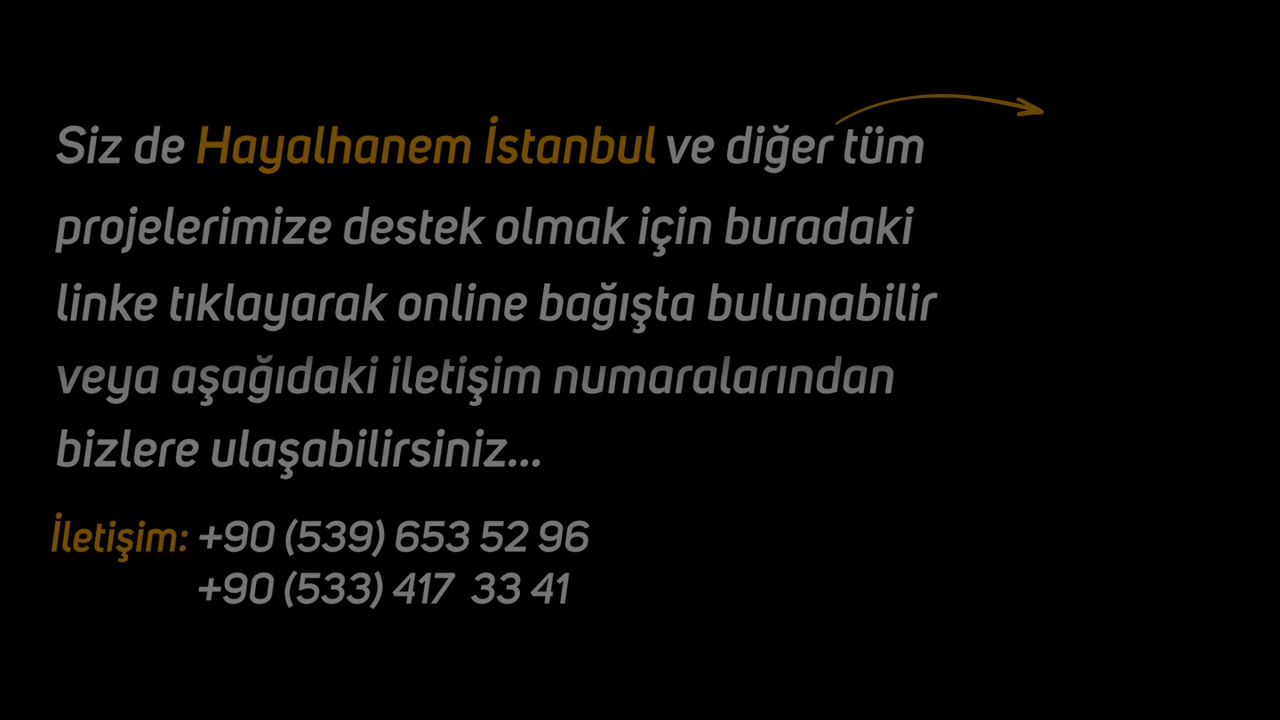 Siz de Hayalhanem İstanbul ve diğer tüm
projelerimize destek olmak için buradaki
linke tıklayarak online bağışta bulunabilir
veya aşağıdaki iletişim numaralarından
bizlere ulaşabilirsiniz...
İletişim: +90 (539) 653 52 96
+90 (533) 417 33 41